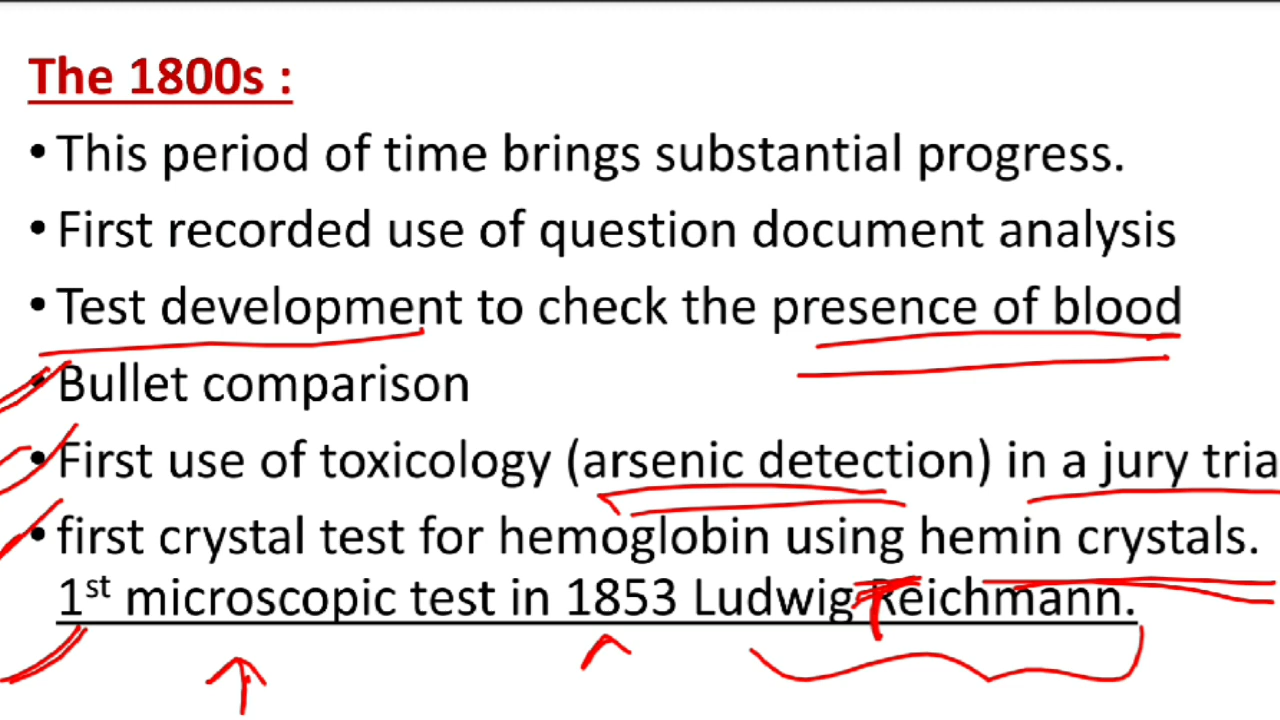 The 1800s :
• This period of time brings substantial progress.
• First recorded use of question document analysis
• Test development to check the presence of blood
• Bullet comparison
• First use of toxicology (arsenic detection) in a jury tria
• first crystal test for hemoglobin using hemin crystals.
1st microscopic test in 1853 Ludwig Reichmann.